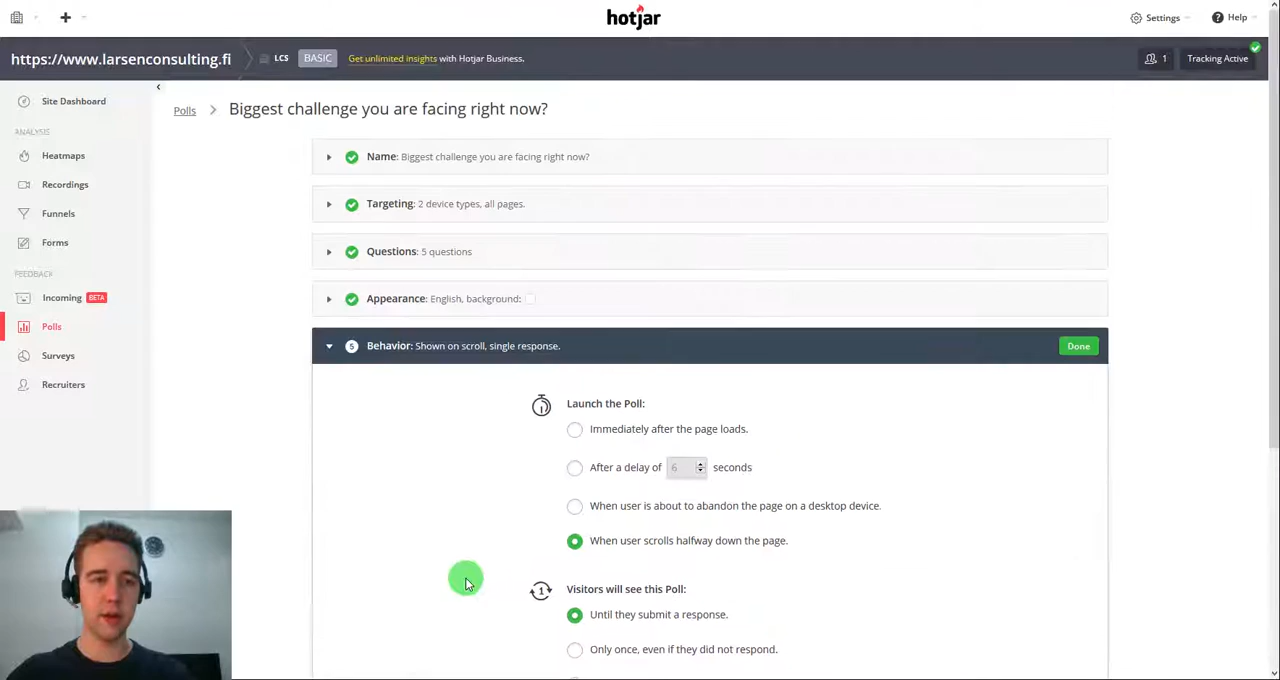 hotjar
Settings
Help
https://www.larsenconsulting.fi
LCS
BASIC
Get unlimited insights with Hotjar Business.
1
Tracking Active
Site Dashboard
ANALYSIS
Heatmaps
Recordings
Funnels
Forms
FEEDBACK
Incoming BETA
Polls
Surveys
Recruiters
Polls > Biggest challenge you are facing right now?
Name: Biggest challenge you are facing right now?
Targeting: 2 device types, all pages.
Questions: 5 questions
Appearance: English, background:
5 Behavior: Shown on scroll, single response.
Done
Launch the Poll:
Immediately after the page loads.
After a delay of 6 seconds
When user is about to abandon the page on a desktop device.
When user scrolls halfway down the page.
1
Visitors will see this Poll:
Until they submit a response.
Only once, even if they did not respond.